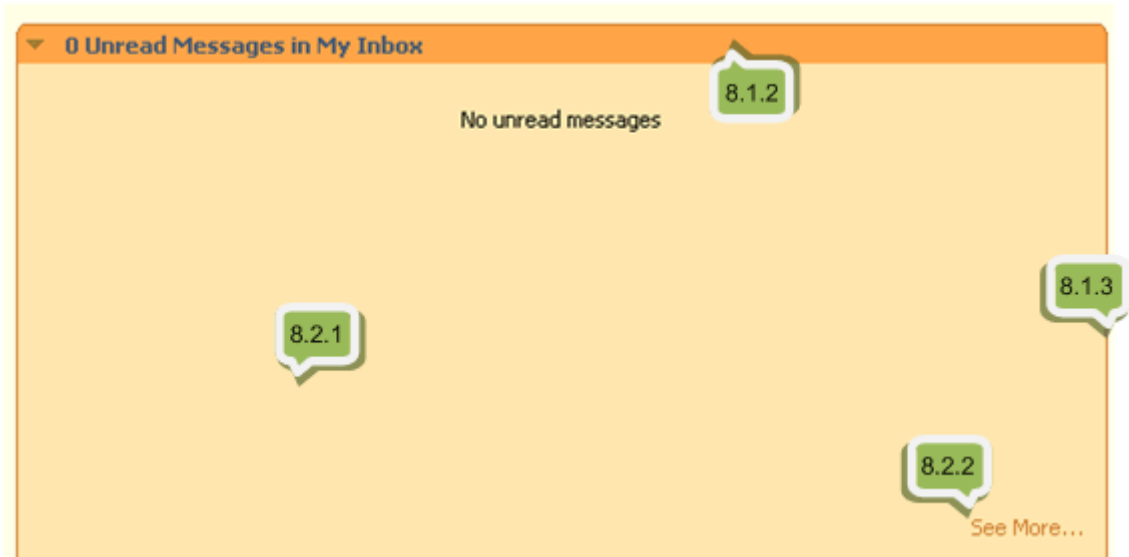 0 Unread Messages in My Inbox
8.1.2
No unread messages
8.1.3
8.2.1
8.2.2
See More...